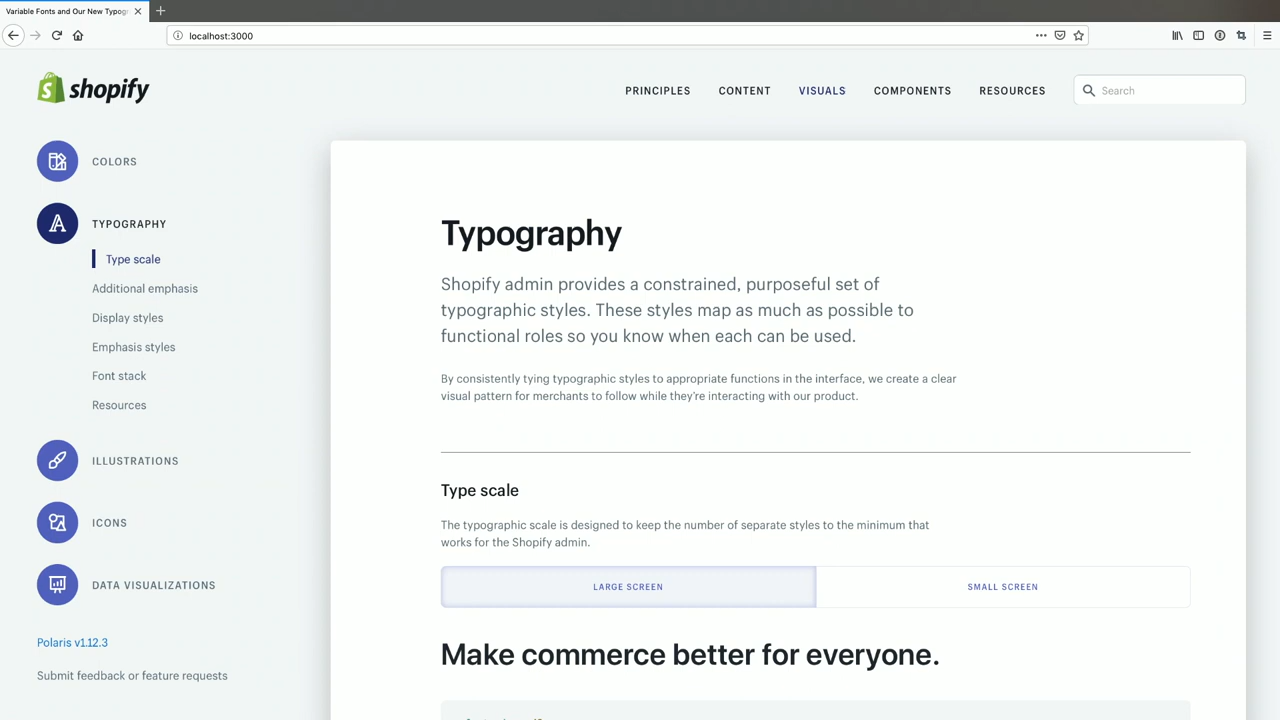 Variable Fonts and Our New Typogr
localhost:3000
shopify
PRINCIPLES
CONTENT
VISUALS
COMPONENTS
RESOURCES
Search
COLORS
TYPOGRAPHY
Type scale
Additional emphasis
Display styles
Emphasis styles
Font stack
Resources
ILLUSTRATIONS
ICONS
DATA VISUALIZATIONS
Polaris v1.12.3
Submit feedback or feature requests
Typography
Shopify admin provides a constrained, purposeful set of
typographic styles. These styles map as much as possible to
functional roles so you know when each can be used.
By consistently tying typographic styles to appropriate functions in the interface, we create a clear
visual pattern for merchants to follow while they're interacting with our product.
Type scale
The typographic scale is designed to keep the number of separate styles to the minimum that
works for the Shopify admin.
LARGE SCREEN
SMALL SCREEN
Make commerce better for everyone.